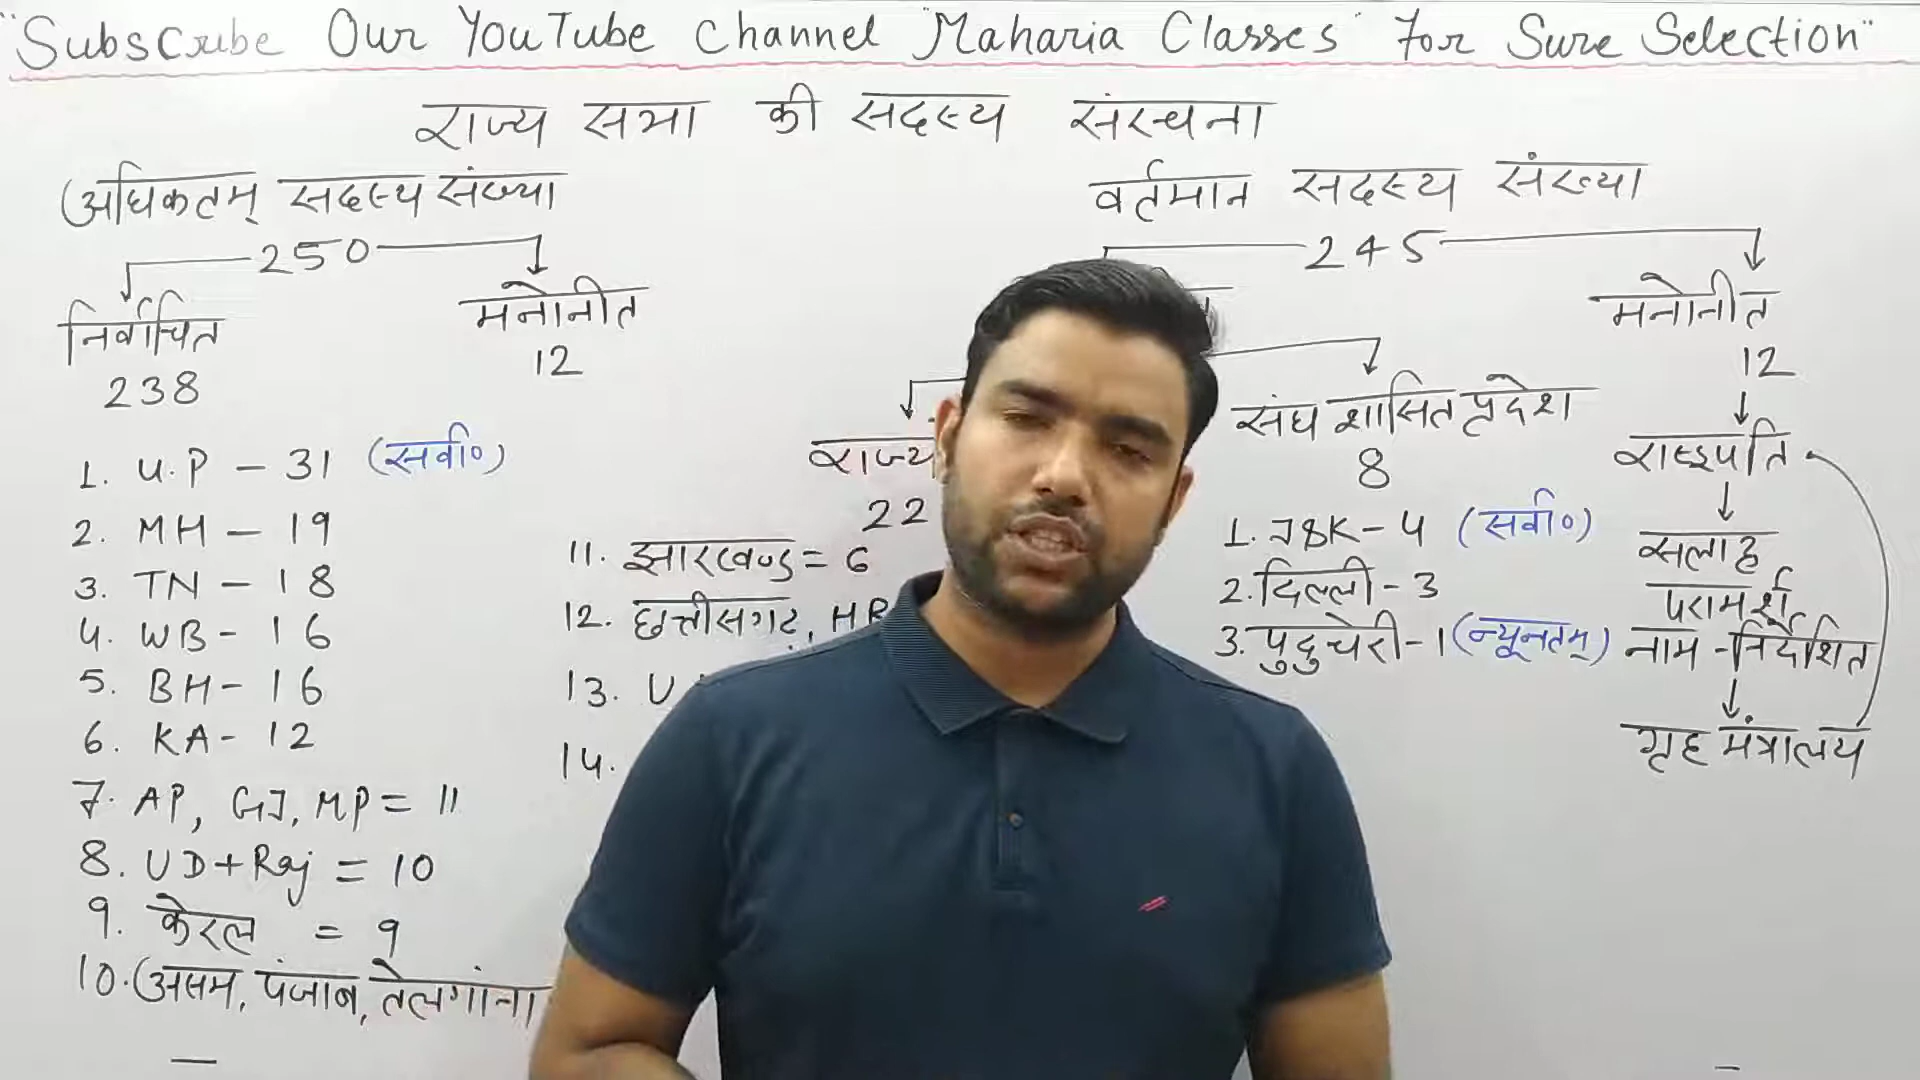 "Subscribe Our YouTube Channel "Maharia Classes" For Sure Selection"
राज्य सभा की सदस्य संरचना
अधिकतम् सदस्य संख्या
250
निर्वाचित
238
मनोनीत
12
1. U.P - 31 (सर्वा०)
2. MH - 19
3. TN - 18
4. WB - 16
5. BH - 16
6. KA - 12
7. AP, GJ, MP = 11
8. UD+Raj = 10
9. केरल = 9
10. (असम, पंजाब, तेलगांना
वर्तमान सदस्य संख्या
245
राज्य
22
11. झारखण्ड = 6
12. छत्तीसगढ़, HR
13. U
14.
संघ शासित प्रदेश
8
1. J&K - 4 (सर्वा०)
2. दिल्ली - 3
3. पुदुचेरी - 1 (न्यूनतम्)
मनोनीत
12
राष्ट्रपति
सलाह
परामर्श
नाम - निर्देशित
गृह मंत्रालय